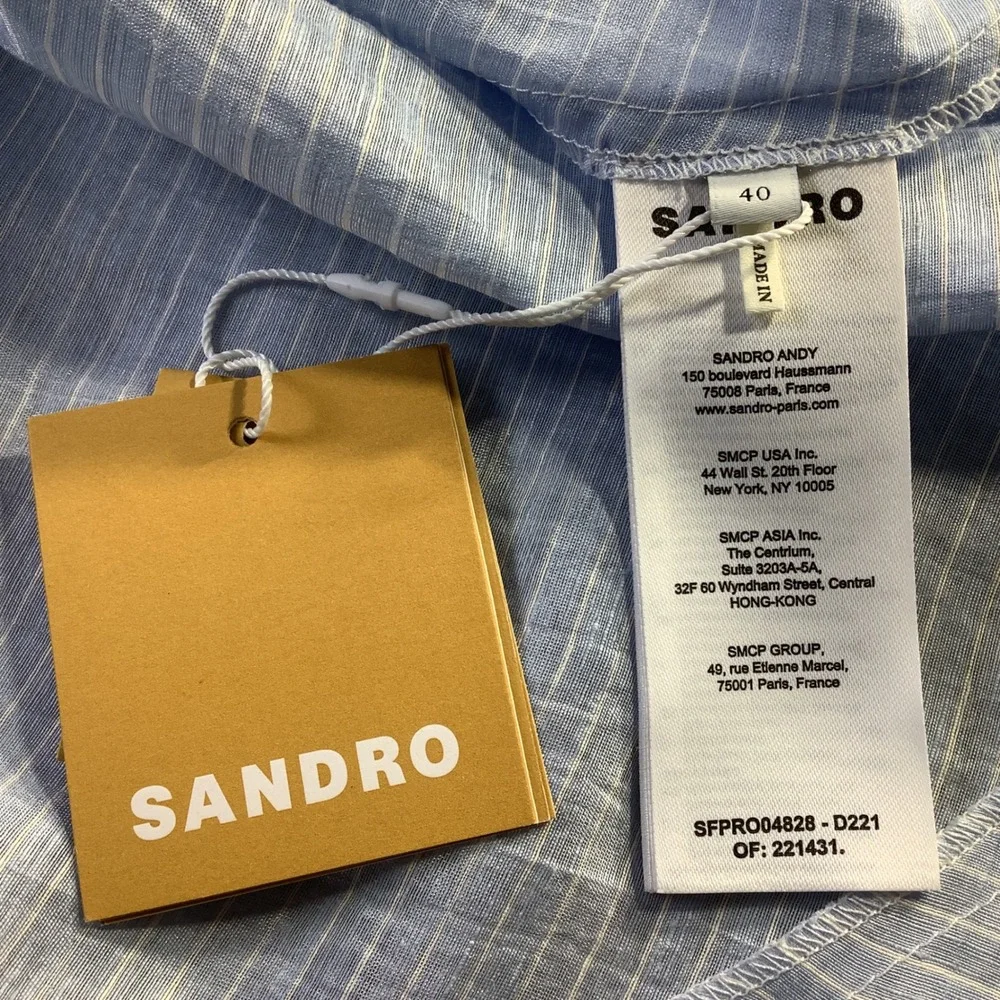 40
SA RO
MADE IN
SANDRO ANDY
150 boulevard Haussmann
75008 Paris, France
www.sandro-paris.com
SMCP USA Inc.
44 Wall St. 20th Floor
New York, NY 10005
SMCP ASIA Inc.
The Centrium,
Suite 3203A-5A,
32F 60 Wyndham Street, Central
HONG-KONG
SMCP GROUP,
49, rue Etienne Marcel,
75001 Paris, France
SFPRO04828 - D221
OF: 221431.
SANDRO